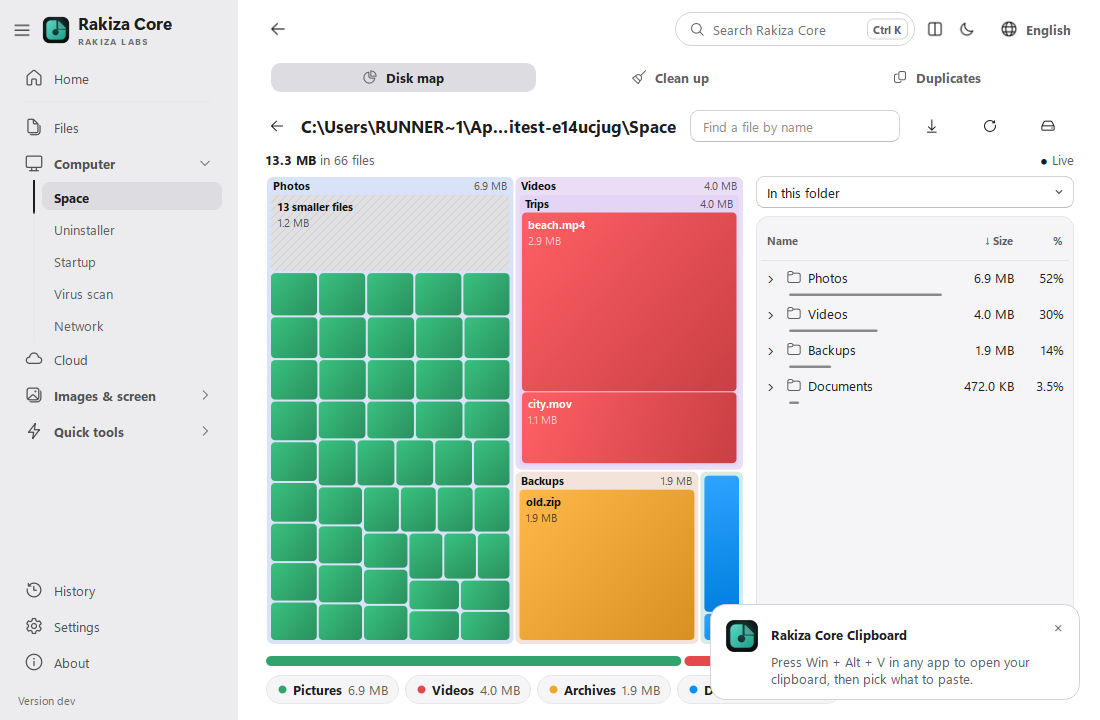 Rakiza Core
RAKIZA LABS
Home
Files
Computer
Space
Uninstaller
Startup
Virus scan
Network
Cloud
Images & screen
Quick tools
History
Settings
About
Version dev
Search Rakiza Core
Ctrl K
English
Disk map
Clean up
Duplicates
C:\Users\RUNNER~1\Ap...itest-e14ucjug\Space
Find a file by name
13.3 MB in 66 files
Live
Photos 6.9 MB
13 smaller files
1.2 MB
Videos 4.0 MB
Trips 4.0 MB
beach.mp4
2.9 MB
city.mov
1.1 MB
Backups 1.9 MB
old.zip
1.9 MB
In this folder
Name ↓ Size %
Photos 6.9 MB 52%
Videos 4.0 MB 30%
Backups 1.9 MB 14%
Documents 472.0 KB 3.5%
Pictures 6.9 MB
Videos 4.0 MB
Archives 1.9 MB
Rakiza Core Clipboard
Press Win + Alt + V in any app to open your
clipboard, then pick what to paste.